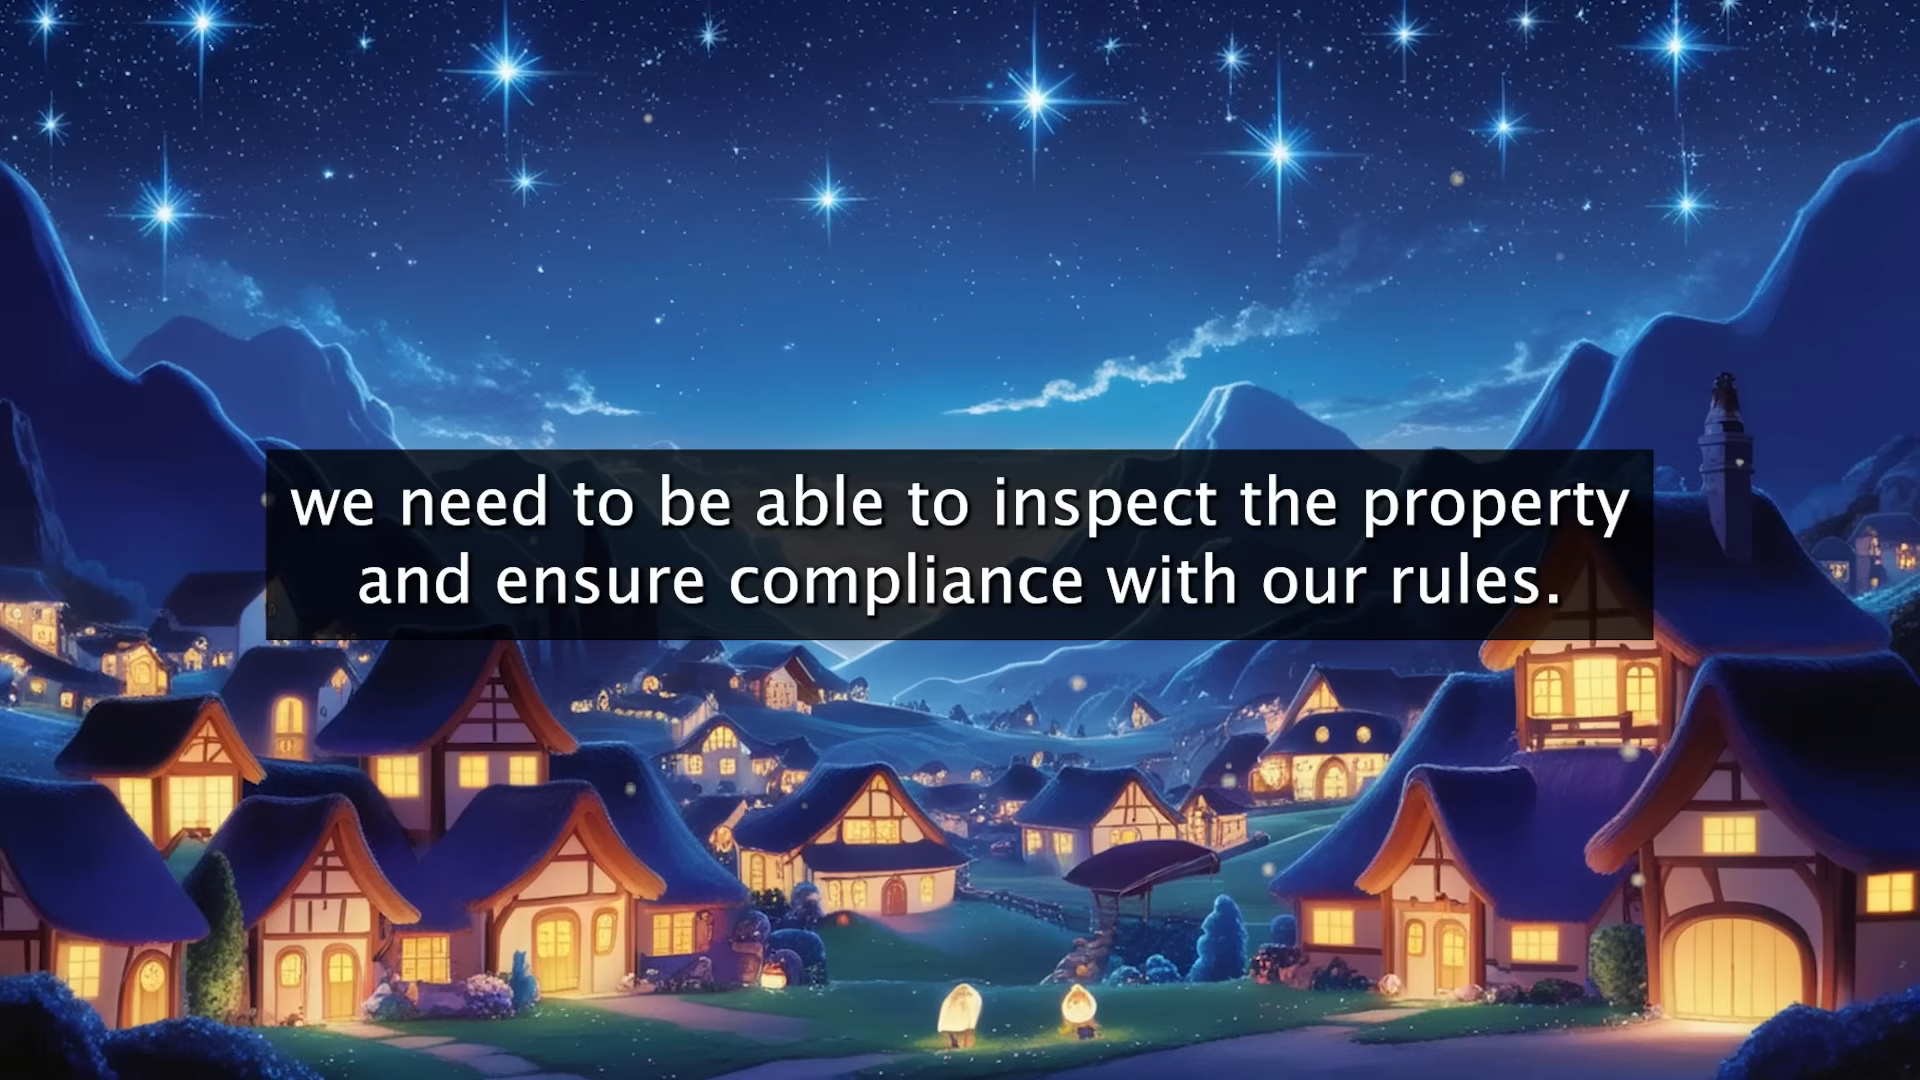 we need to be able to inspect the property
and ensure compliance with our rules.